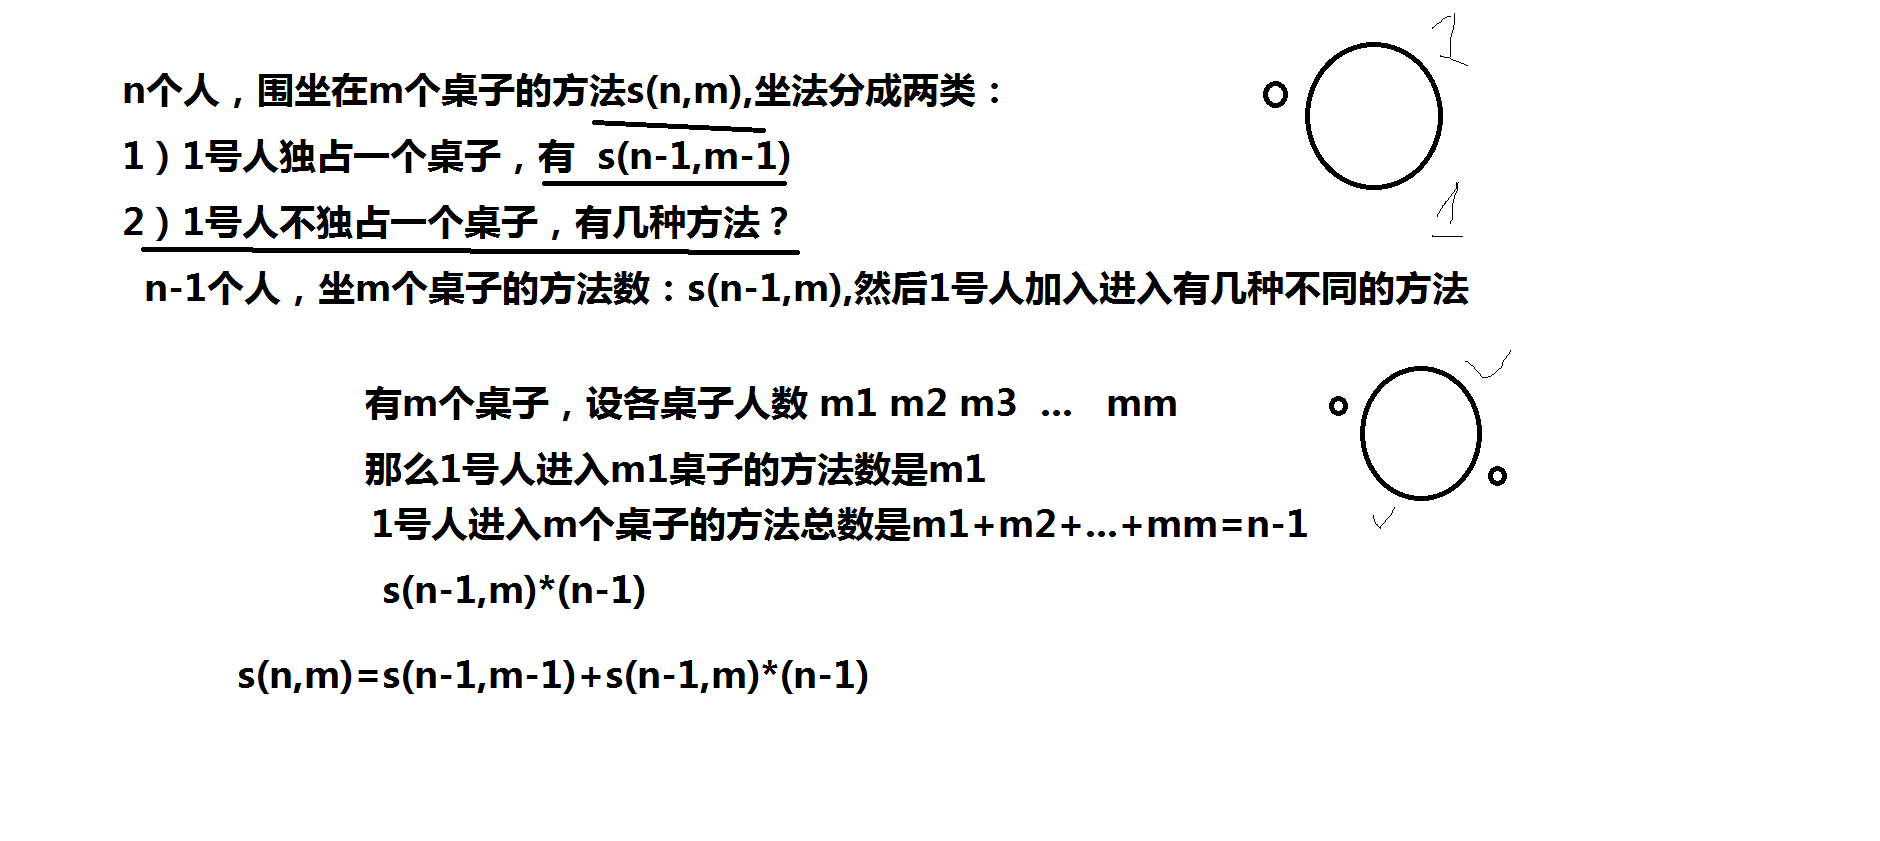 n个人，围坐在m个桌子的方法s(n,m),坐法分成两类：
1）1号人独占一个桌子，有  s(n-1,m-1)
2）1号人不独占一个桌子，有几种方法？
n-1个人，坐m个桌子的方法数：s(n-1,m),然后1号人加入进入有几种不同的方法
有m个桌子，设各桌子人数 m1 m2 m3  ...   mm
那么1号人进入m1桌子的方法数是m1
1号人进入m个桌子的方法总数是m1+m2+...+mm=n-1
s(n-1,m)*(n-1)
s(n,m)=s(n-1,m-1)+s(n-1,m)*(n-1)
1
1